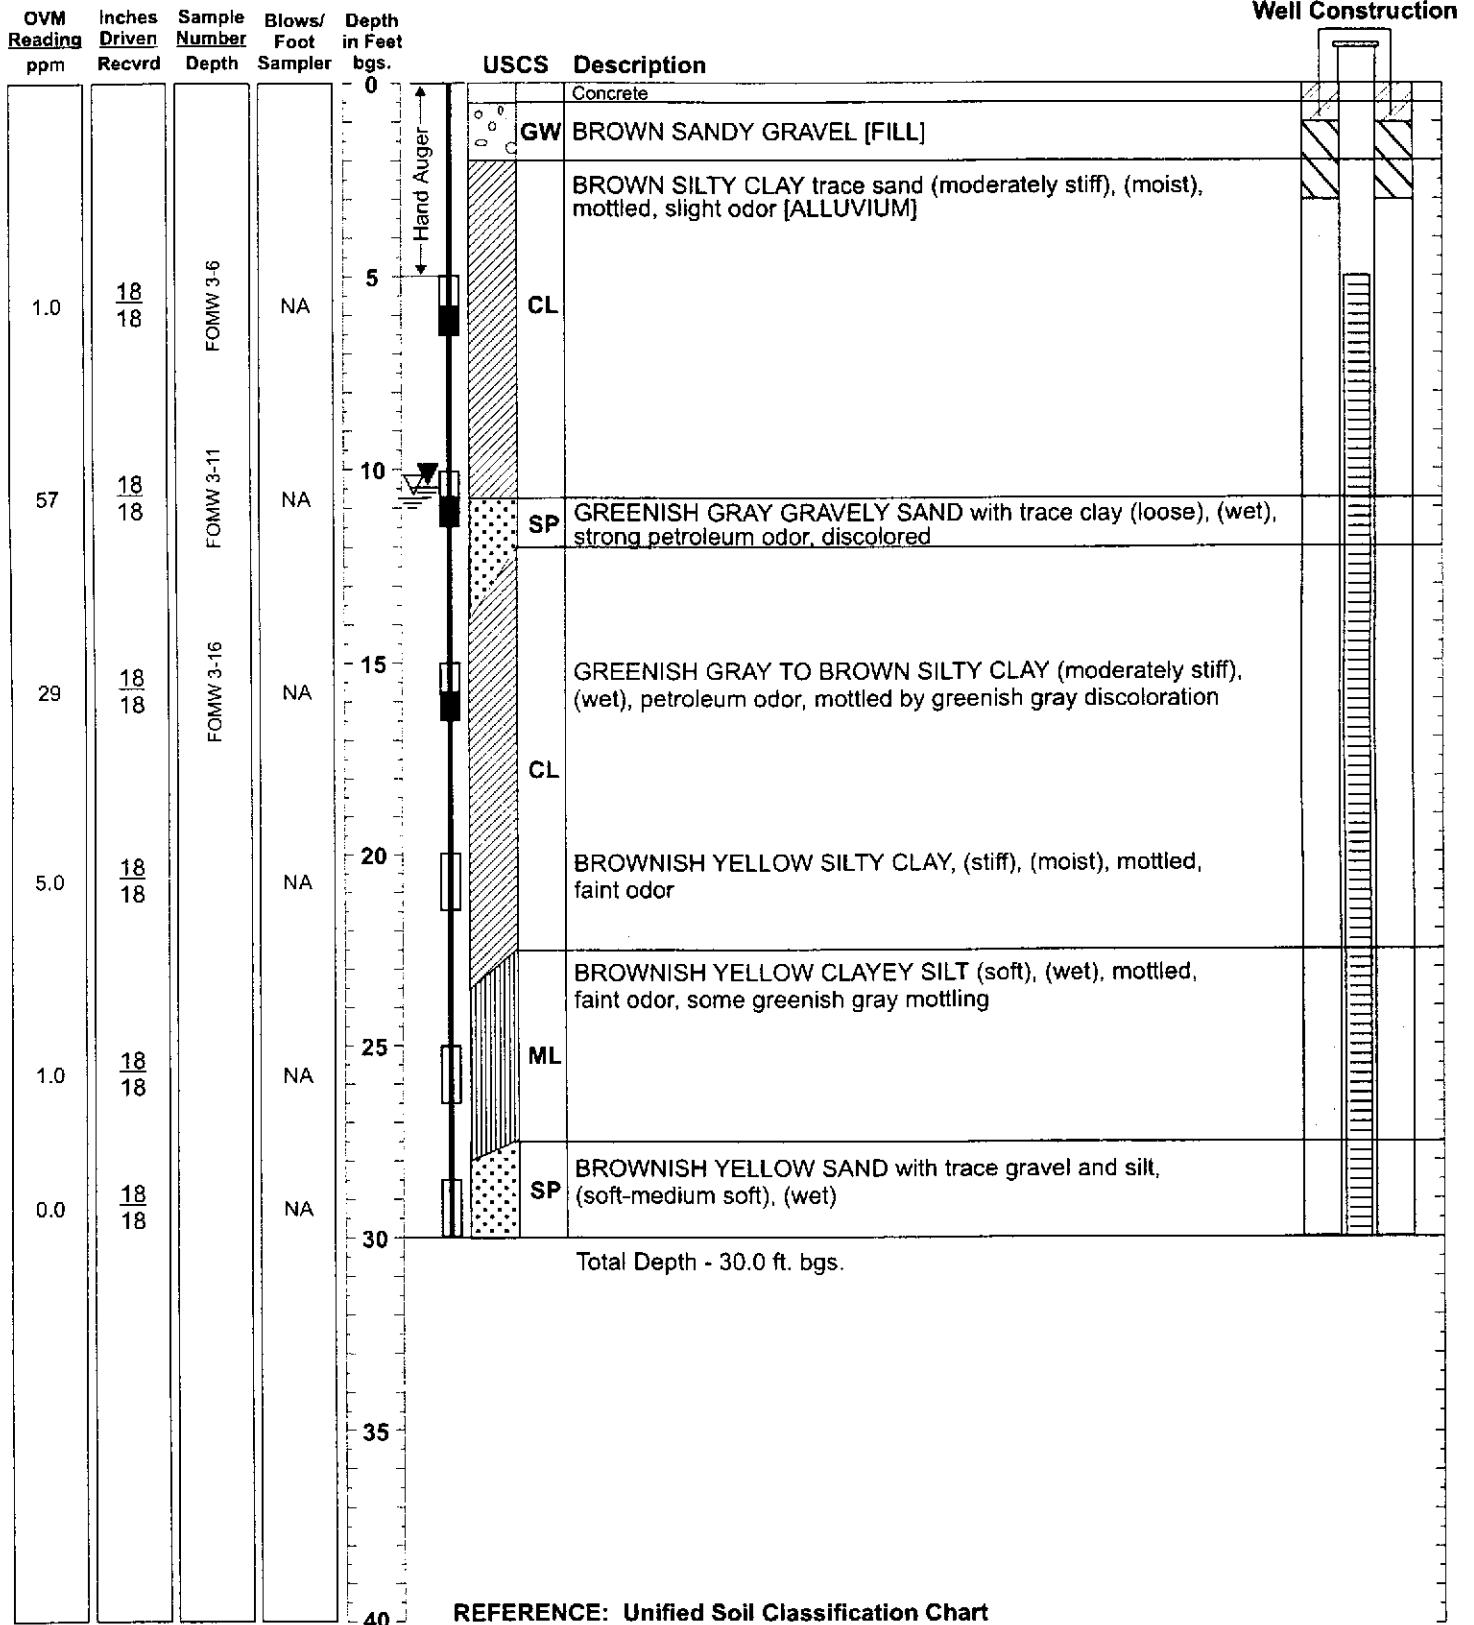 Well Construction
OVM Reading ppm
Inches Driven Recvrd
Sample Number Depth
Blows/ Foot Sampler
Depth in Feet bgs.
USCS Description
0
Concrete
GW BROWN SANDY GRAVEL [FILL]
Hand Auger
BROWN SILTY CLAY trace sand (moderately stiff), (moist),
mottled, slight odor [ALLUVIUM]
5
1.0 18/18 FOMW 3-6 NA CL
10
57 18/18 FOMW 3-11 NA
SP GREENISH GRAY GRAVELY SAND with trace clay (loose), (wet),
strong petroleum odor, discolored
15
29 18/18 FOMW 3-16 NA
GREENISH GRAY TO BROWN SILTY CLAY (moderately stiff),
(wet), petroleum odor, mottled by greenish gray discoloration
CL
20
5.0 18/18 NA
BROWNISH YELLOW SILTY CLAY, (stiff), (moist), mottled,
faint odor
BROWNISH YELLOW CLAYEY SILT (soft), (wet), mottled,
faint odor, some greenish gray mottling
25
ML
1.0 18/18 NA
BROWNISH YELLOW SAND with trace gravel and silt,
SP (soft-medium soft), (wet)
0.0 18/18 NA
30
Total Depth - 30.0 ft. bgs.
35
40
REFERENCE: Unified Soil Classification Chart